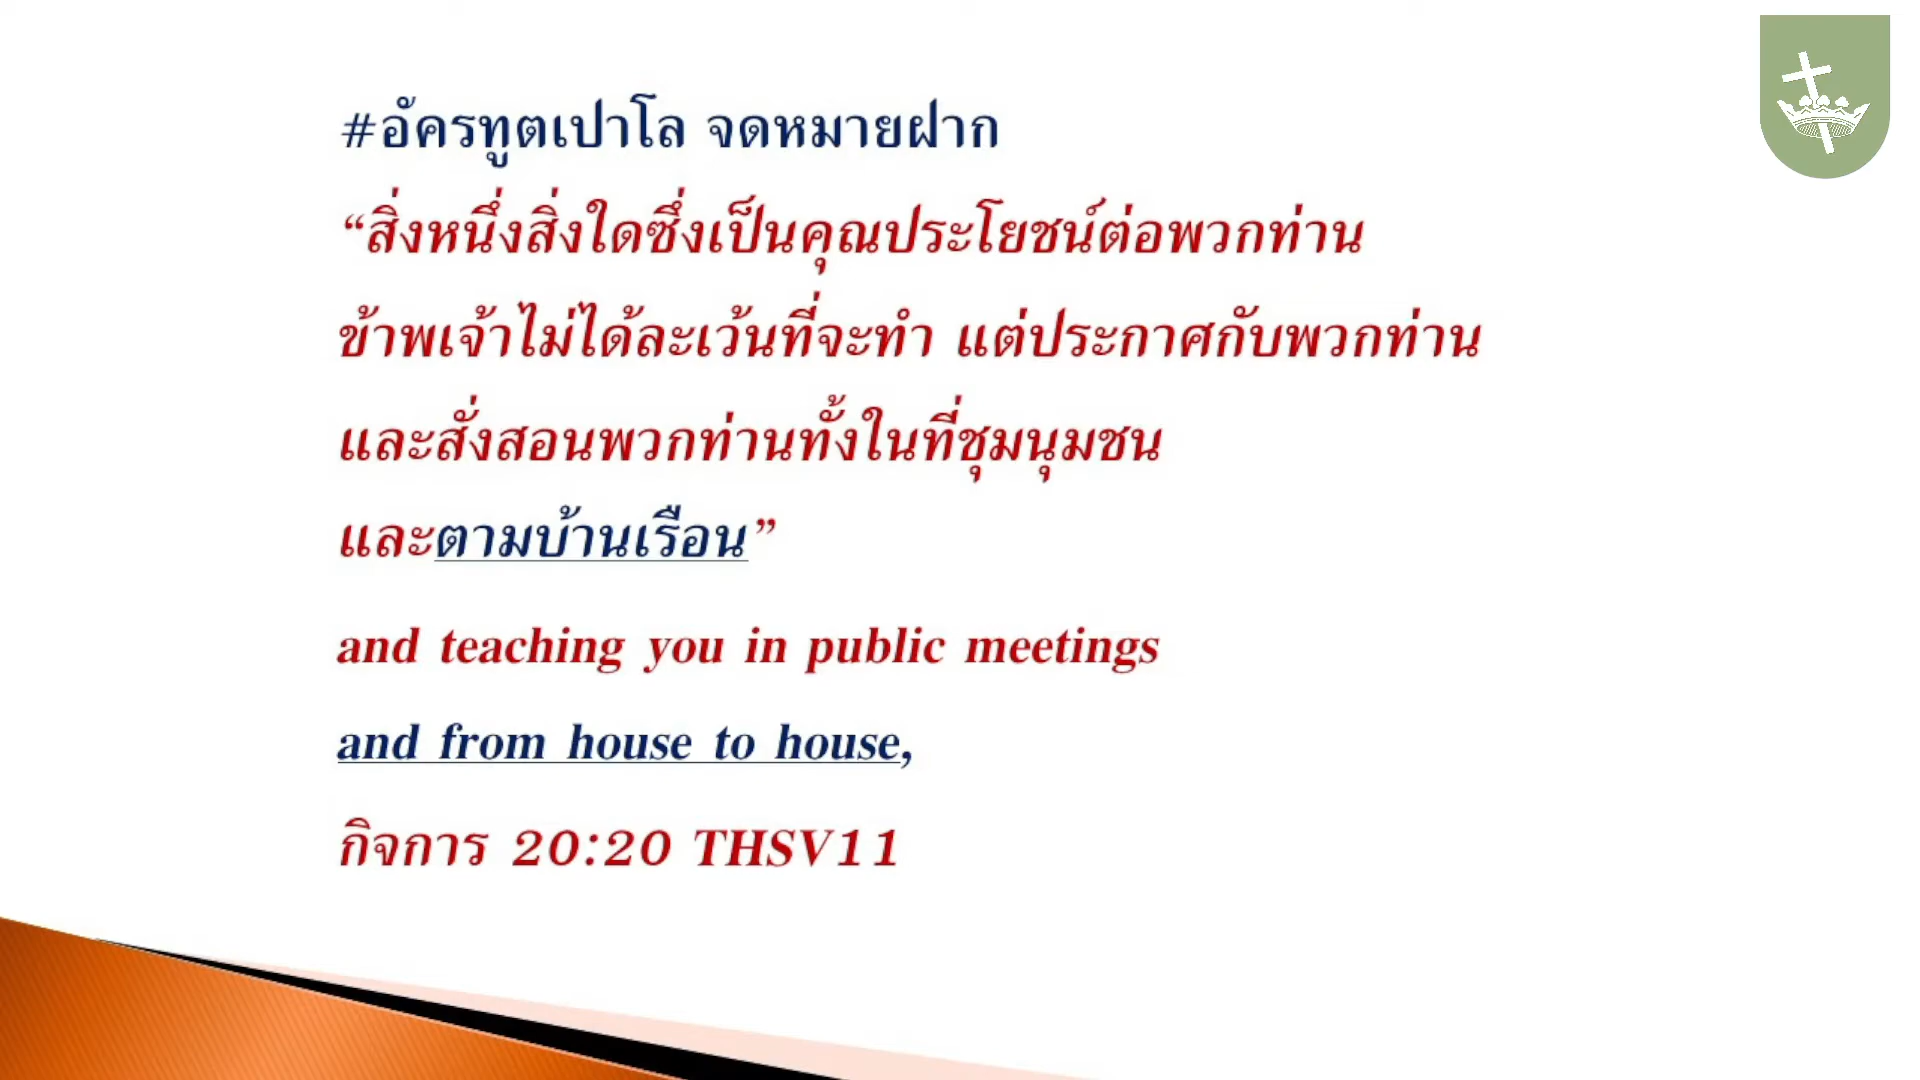 #อัครทูตเปาโล จดหมายฝาก
“สิ่งหนึ่งสิ่งใดซึ่งเป็นคุณประโยชน์ต่อพวกท่าน
ข้าพเจ้าไม่ได้ละเว้นที่จะทำ แต่ประกาศกับพวกท่าน
และสั่งสอนพวกท่านทั้งในที่ชุมนุมชน
และตามบ้านเรือน”
and teaching you in public meetings
and from house to house,
กิจการ 20:20 THSV11